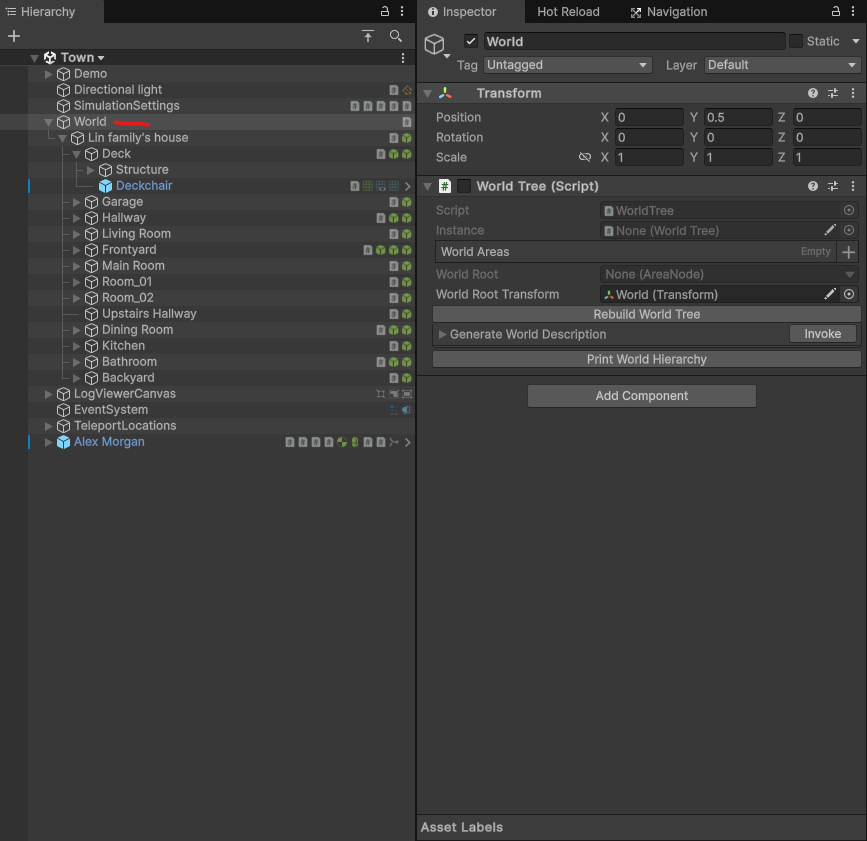 Hierarchy
Town
Demo
Directional light
SimulationSettings
World
Lin family's house
Deck
Structure
Deckchair
Garage
Hallway
Living Room
Frontyard
Main Room
Room_01
Room_02
Upstairs Hallway
Dining Room
Kitchen
Bathroom
Backyard
LogViewerCanvas
EventSystem
TeleportLocations
Alex Morgan
Inspector Hot Reload Navigation
World Static
Tag Untagged Layer Default
Transform
Position X 0 Y 0.5 Z 0
Rotation X 0 Y 0 Z 0
Scale X 1 Y 1 Z 1
# World Tree (Script)
Script # WorldTree
Instance # None (World Tree)
World Areas Empty
World Root None (AreaNode)
World Root Transform World (Transform)
Rebuild World Tree
Generate World Description Invoke
Print World Hierarchy
Add Component
Asset Labels